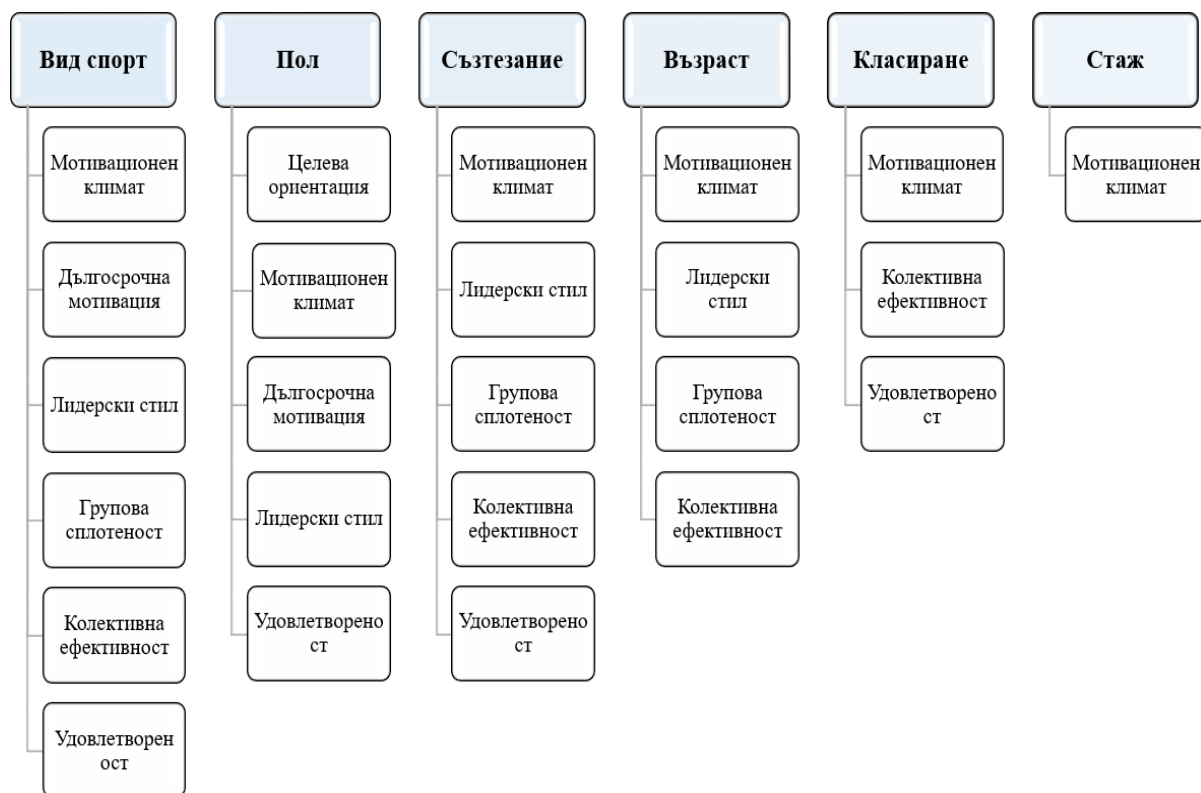 Вид спорт
Мотивационен
климат
Дългосрочна
мотивация
Лидерски стил
Групова
сплотеност
Колективна
ефективност
Удовлетворен
ост
Пол
Целева
ориентация
Мотивационен
климат
Дългосрочна
мотивация
Лидерски стил
Удовлетворено
ст
Състезание
Мотивационен
климат
Лидерски стил
Групова
сплотеност
Колективна
ефективност
Удовлетворено
ст
Възраст
Мотивационен
климат
Лидерски
стил
Групова
сплотеност
Колективна
ефективност
Класиране
Мотивационен
климат
Колективна
ефективност
Удовлетворено
ст
Стаж
Мотивационен
климат